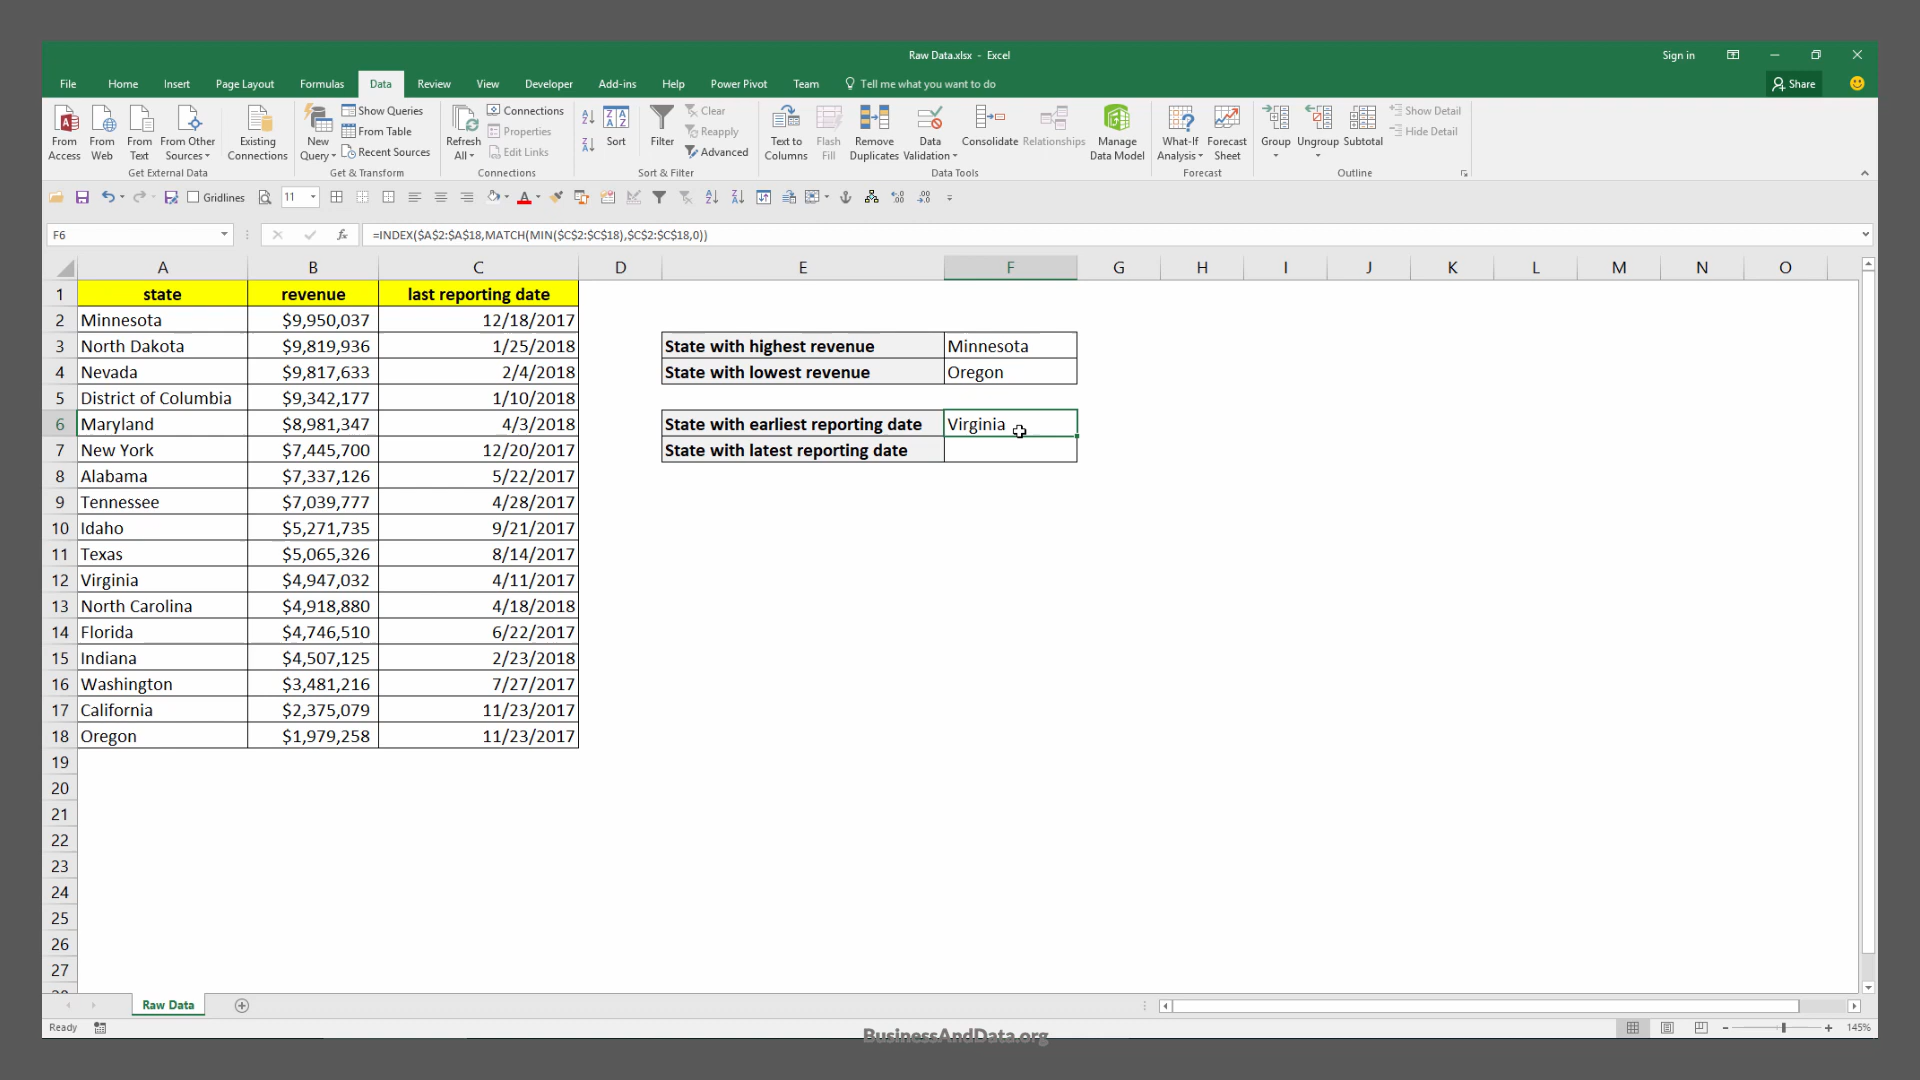 Raw Data.xlsx - Excel
Sign in
File Home Insert Page Layout Formulas Data Review View Developer Add-ins Help Power Pivot Team Tell me what you want to do Share
From Access
From Web
From Text
From Other Sources
Existing Connections
Get External Data
New Query
Show Queries
From Table
Recent Sources
Get & Transform
Refresh All
Connections
Properties
Edit Links
Connections
Sort
Filter
Clear
Reapply
Advanced
Sort & Filter
Text to Columns
Flash Fill
Remove Duplicates
Data Validation
Consolidate
Relationships
Manage Data Model
Data Tools
What-If Analysis
Forecast Sheet
Forecast
Group
Ungroup
Subtotal
Show Detail
Hide Detail
Outline
Gridlines 11
F6 fx =INDEX($A$2:$A$18,MATCH(MIN($C$2:$C$18),$C$2:$C$18,0))
A B C D E F G H I J K L M N O
1 state revenue last reporting date
2 Minnesota $9,950,037 12/18/2017
3 North Dakota $9,819,936 1/25/2018 State with highest revenue Minnesota
4 Nevada $9,817,633 2/4/2018 State with lowest revenue Oregon
5 District of Columbia $9,342,177 1/10/2018
6 Maryland $8,981,347 4/3/2018 State with earliest reporting date Virginia
7 New York $7,445,700 12/20/2017 State with latest reporting date
8 Alabama $7,337,126 5/22/2017
9 Tennessee $7,039,777 4/28/2017
10 Idaho $5,271,735 9/21/2017
11 Texas $5,065,326 8/14/2017
12 Virginia $4,947,032 4/11/2017
13 North Carolina $4,918,880 4/18/2018
14 Florida $4,746,510 6/22/2017
15 Indiana $4,507,125 2/23/2018
16 Washington $3,481,216 7/27/2017
17 California $2,375,079 11/23/2017
18 Oregon $1,979,258 11/23/2017
19
20
21
22
23
24
25
26
27
Raw Data
Ready 145%
BusinessAndData.org